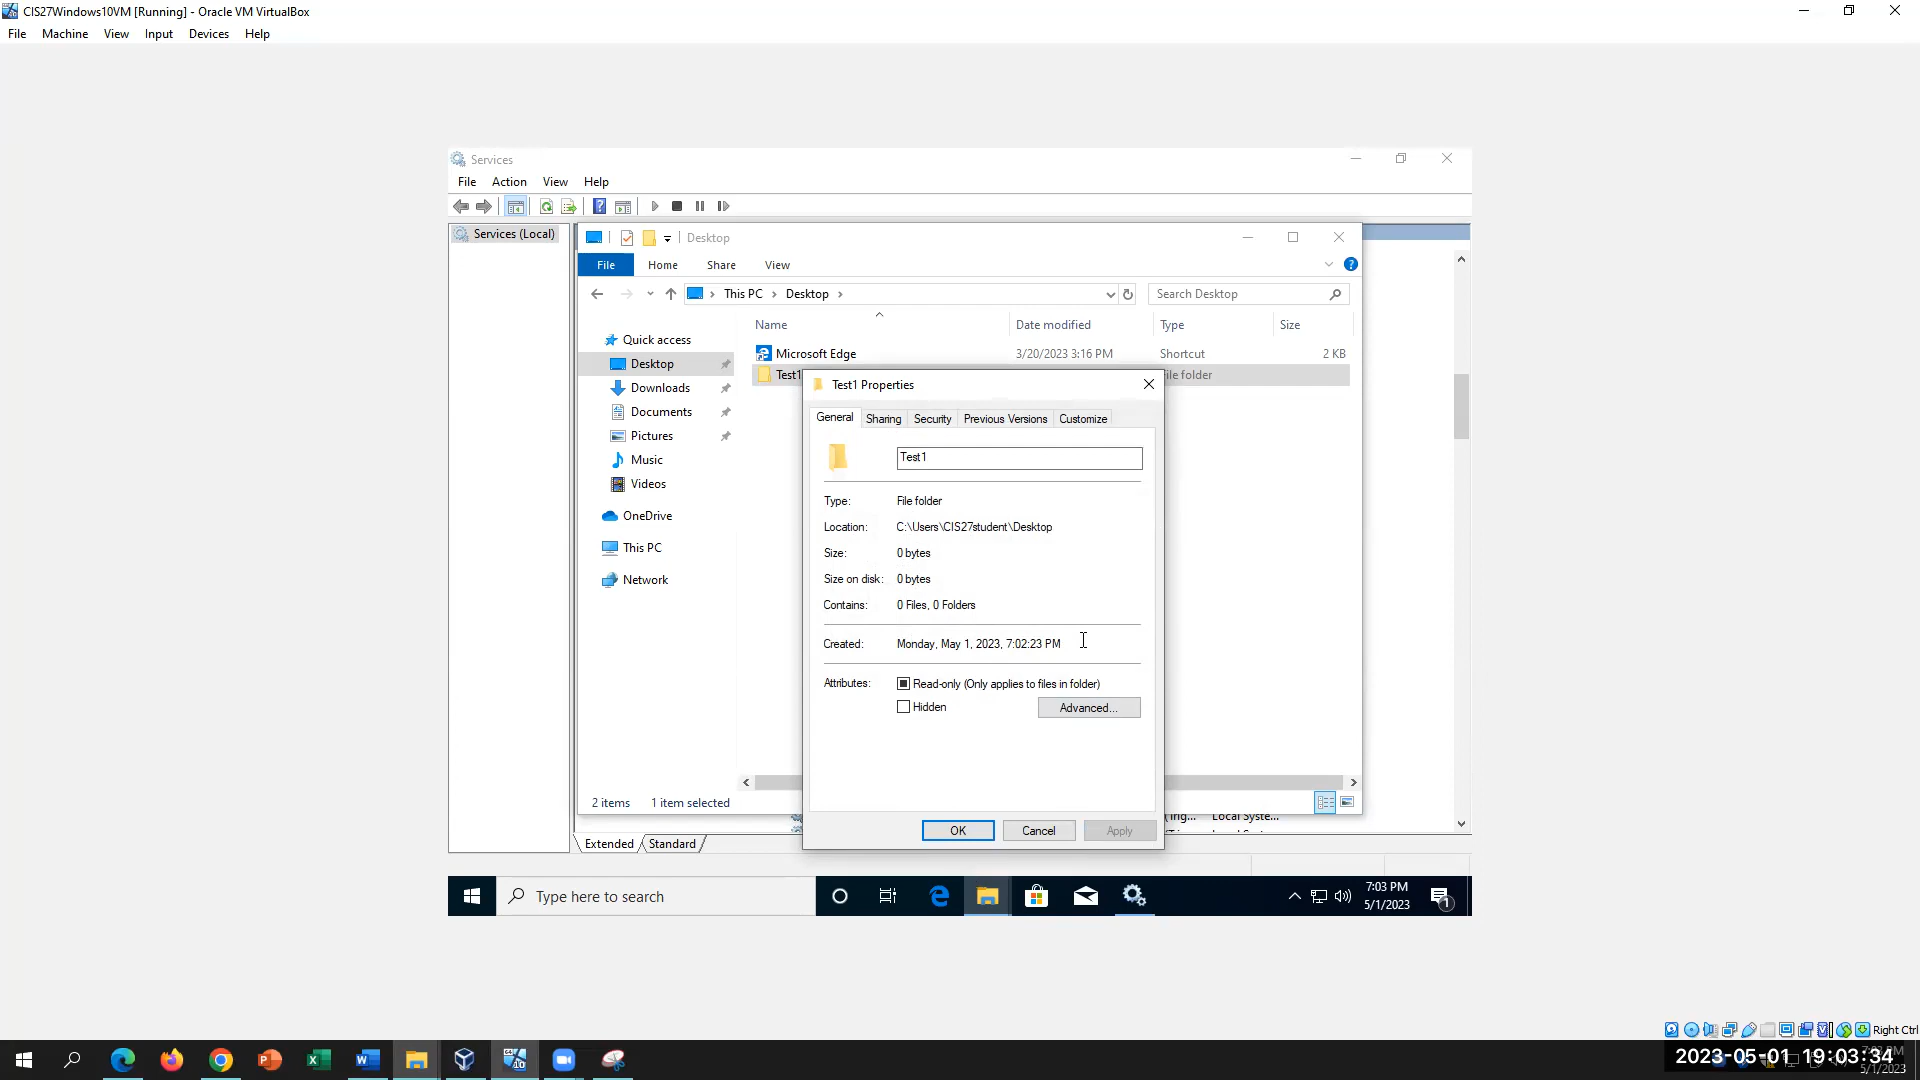 CIS27Windows10VM [Running] - Oracle VM VirtualBox
File Machine View Input Devices Help
Services
File Action View Help
Services (Local)
Desktop
File Home Share View
This PC Desktop
Search Desktop
Name Date modified Type Size
Quick access
Microsoft Edge 3/20/2023 3:16 PM Shortcut 2 KB
Desktop
Test1 file folder
Test1 Properties
Downloads
General Sharing Security Previous Versions Customize
Documents
Pictures
Test1
Music
Videos
Type: File folder
OneDrive
Location: C:\Users\CIS27student\Desktop
This PC
Size: 0 bytes
Network
Size on disk: 0 bytes
Contains: 0 Files, 0 Folders
Created: Monday, May 1, 2023, 7:02:23 PM
Attributes: Read-only (Only applies to files in folder)
Hidden Advanced...
2 items 1 item selected
Local Syste...
OK Cancel Apply
Extended Standard
Type here to search
7:03 PM
5/1/2023
1
Right Ctrl
2023-05-01 19:03:34
5/1/2023